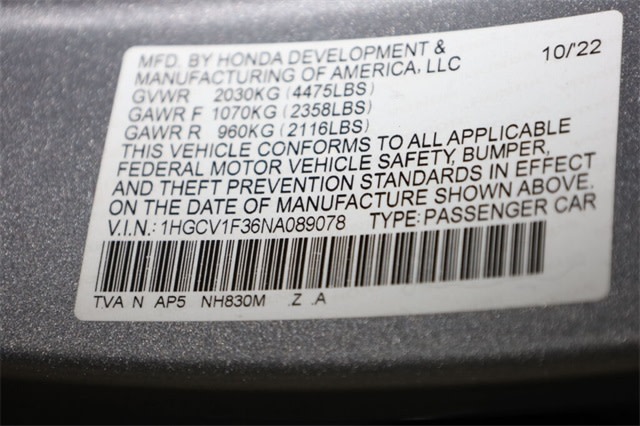 MFD. BY HONDA DEVELOPMENT &
MANUFACTURING OF AMERICA, LLC 10/'22
GVWR 2030KG (4475LBS)
GAWR F 1070KG (2358LBS)
GAWR R 960KG (2116LBS)
THIS VEHICLE CONFORMS TO ALL APPLICABLE
FEDERAL MOTOR VEHICLE SAFETY, BUMPER,
AND THEFT PREVENTION STANDARDS IN EFFECT
ON THE DATE OF MANUFACTURE SHOWN ABOVE.
V.I.N.: 1HGCV1F36NA089078 TYPE: PASSENGER CAR
TVA N AP5 NH830M .Z .A